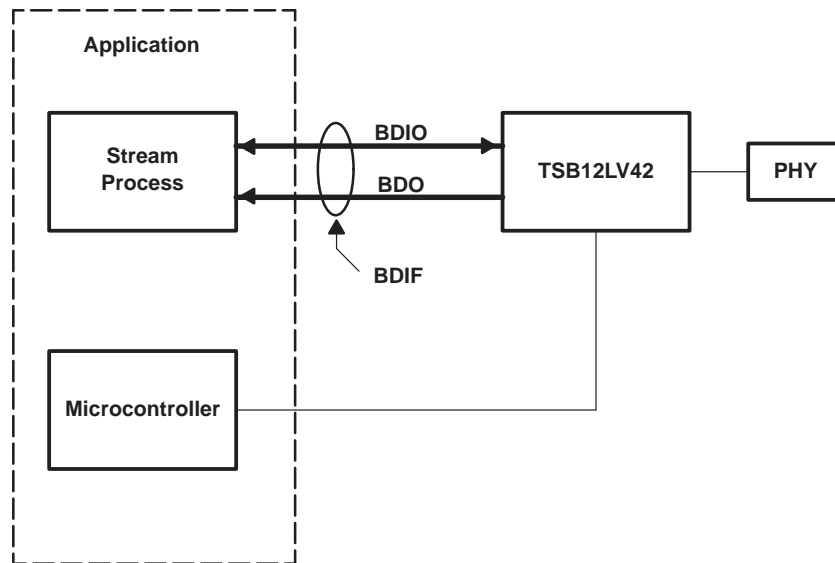 Application
Stream
Process
BDIO
BDO
BDIF
TSB12LV42
PHY
Microcontroller